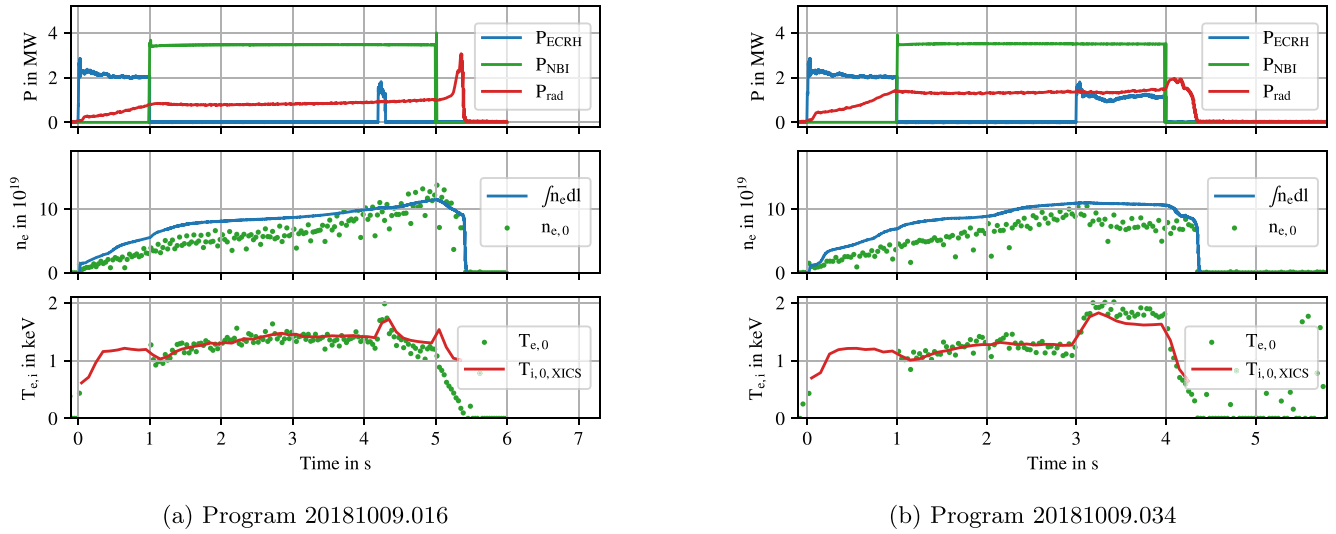 P in MW
4
2
0
P_ECRH
P_NBI
P_rad
n_e in 10^19
10
0
∫n_e dl
n_e,0
T_e,i in keV
2
1
0
T_e,0
T_i,0,XICS
0 1 2 3 4 5 6 7
Time in s
(a) Program 20181009.016
P in MW
4
2
0
P_ECRH
P_NBI
P_rad
n_e in 10^19
10
0
∫n_e dl
n_e,0
T_e,i in keV
2
1
0
T_e,0
T_i,0,XICS
0 1 2 3 4 5
Time in s
(b) Program 20181009.034